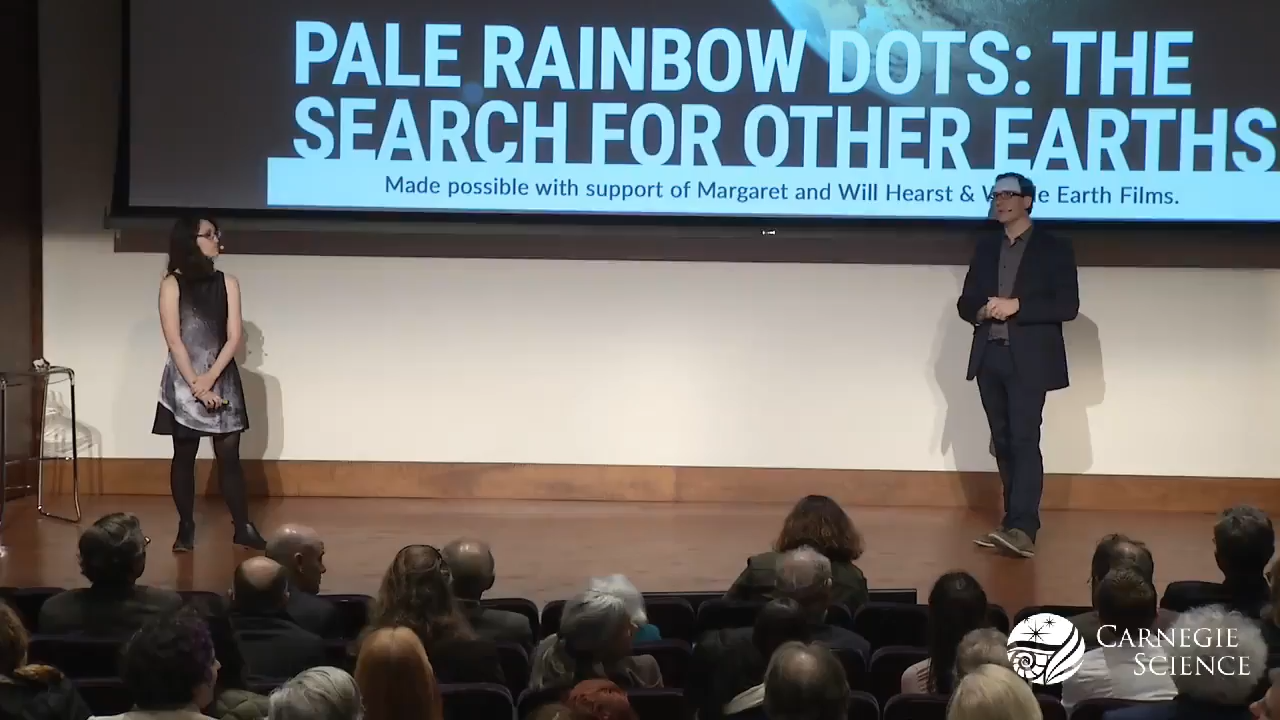 PALE RAINBOW DOTS: THE
SEARCH FOR OTHER EARTHS
Made possible with support of Margaret and Will Hearst & Earth Films.
CARNEGIE
SCIENCE